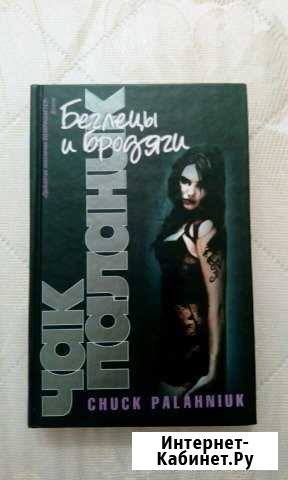 Беглецы
и бродяги
ЧАК
ПАЛАНИК
CHUCK PALAHNIUK
Интернет-
Кабинет.Ру